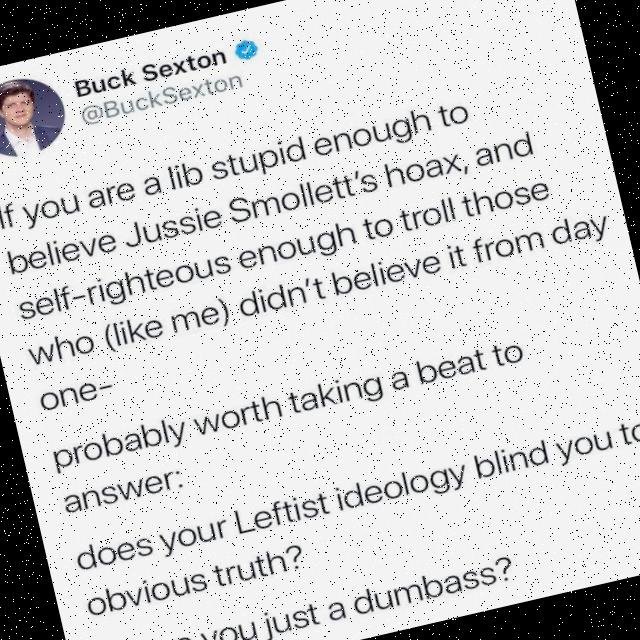 Buck Sexton
@BuckSexton
If you are a lib stupid enough to
believe Jussie Smollett's hoax, and
self-righteous enough to troll those
who (like me) didn't believe it from day
one-
probably worth taking a beat to
answer:
does your Leftist ideology blind you to
obvious truth?
you just a dumbass?